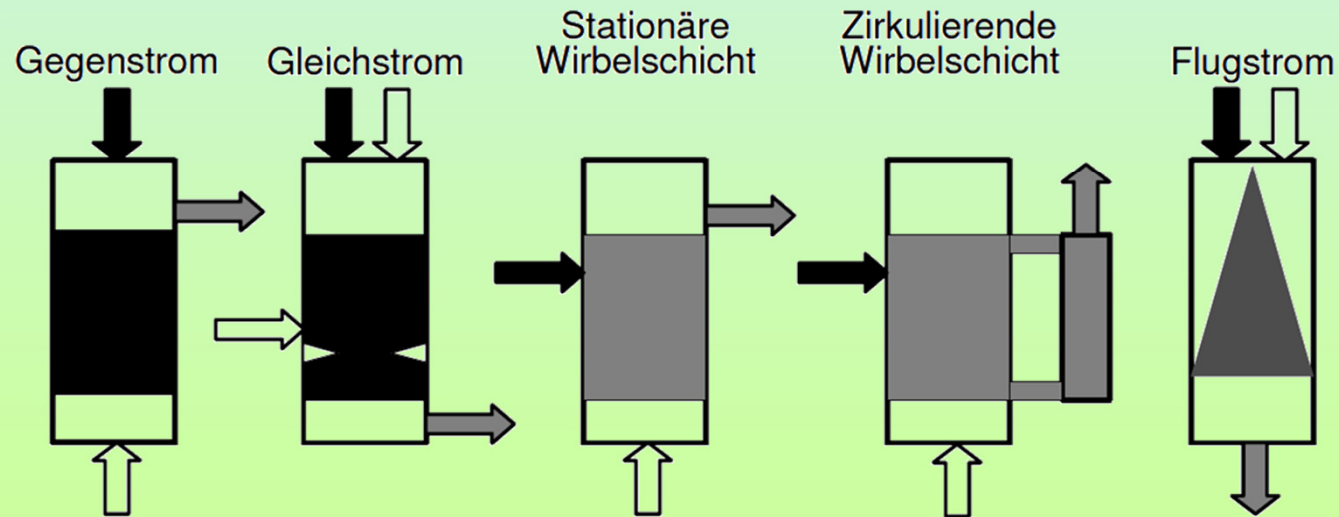 Gegenstrom
Gleichstrom
Stationäre
Wirbelschicht
Zirkulierende
Wirbelschicht
Flugstrom